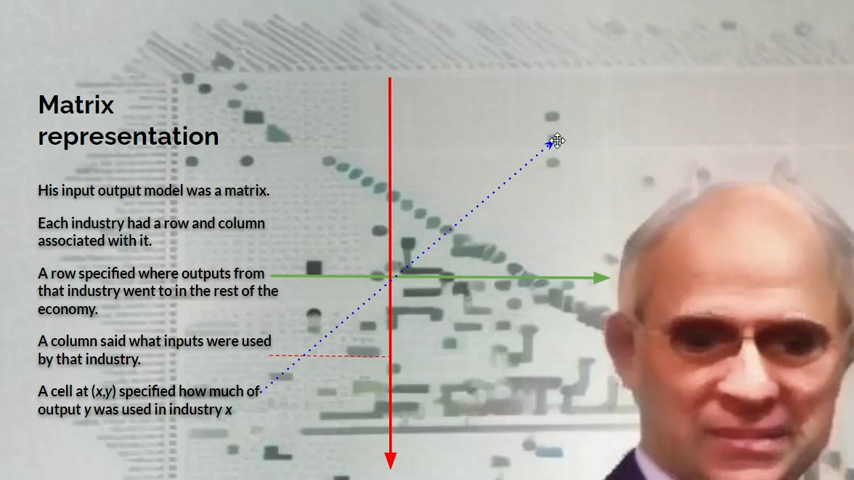 Matrix
representation
His input output model was a matrix.
Each industry had a row and column
associated with it.
A row specified where outputs from
that industry went to in the rest of the
economy.
A column said what inputs were used
by that industry.
A cell at (x,y) specified how much of
output y was used in industry x